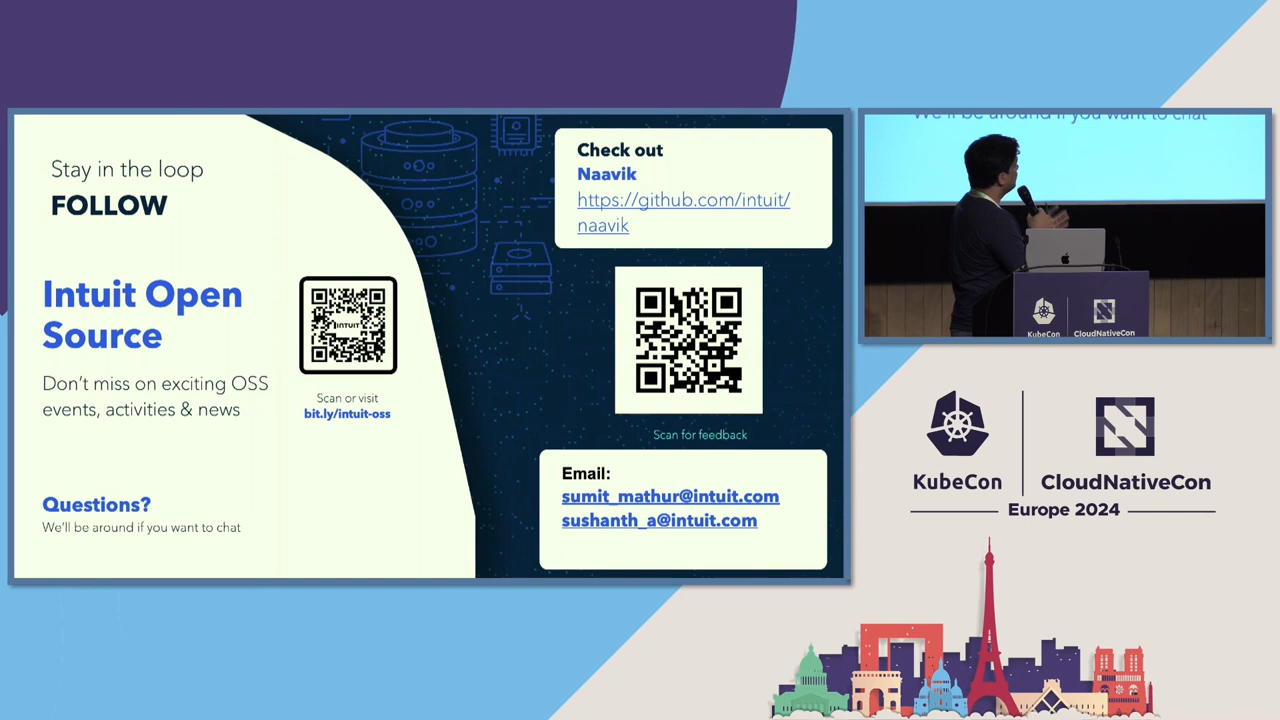 Stay in the loop
FOLLOW
Intuit Open
Source
Don't miss on exciting OSS
events, activities & news
INTUIT
Scan or visit
bit.ly/intuit-oss
Questions?
We'll be around if you want to chat
Check out
Naavik
https://github.com/intuit/
naavik
Scan for feedback
Email:
sumit_mathur@intuit.com
sushanth_a@intuit.com
We'll be around if you want to chat
KubeCon
CloudNativeCon
KubeCon
CloudNativeCon
Europe 2024